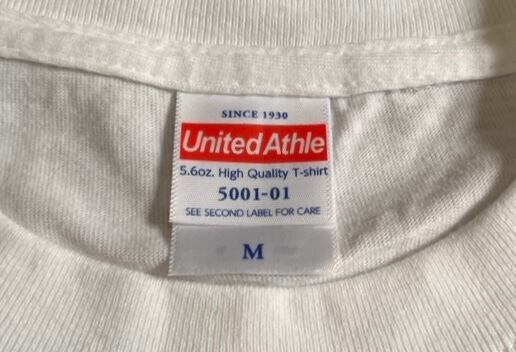 SINCE 1930
United Athle
5.6oz. High Quality T-shirt
5001-01
SEE SECOND LABEL FOR CARE
M